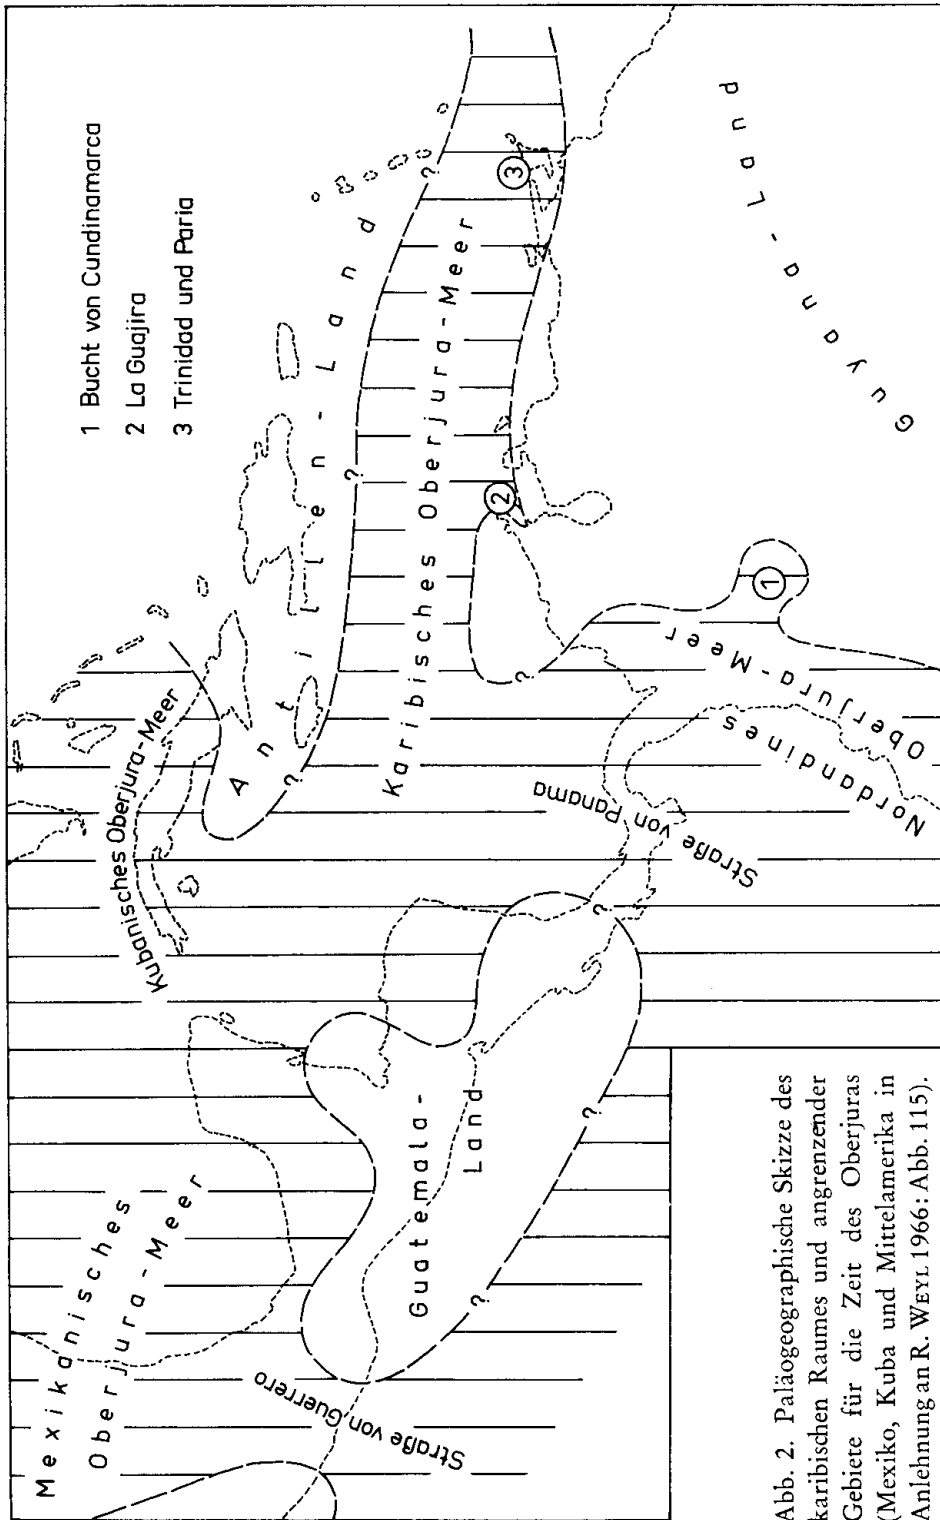 1 Bucht von Cundinamarca
2 La Guajira
3 Trinidad und Paria
Mexikanisches
Oberjura-Meer
Kubanisches Oberjura-Meer
Antillen-Land
Karibisches Oberjura-Meer
Guatemala-
Land
Straße von Guerrero
Straße von Panama
Nordandines
Oberjura-Meer
Guyana-Land
?
?
?
?
?
?
?
1
2
3
Abb. 2. Paläogeographische Skizze des
karibischen Raumes und angrenzender
Gebiete für die Zeit des Oberjuras
(Mexiko, Kuba und Mittelamerika in
Anlehnung an R. WEYL 1966: Abb. 115).